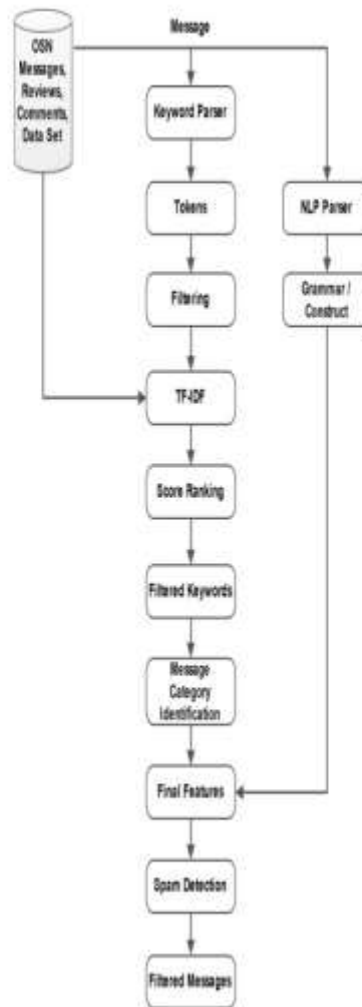 OSN
Messages,
Reviews,
Comments,
Data Set
Message
Keyword Parser
Tokens
NLP Parser
Filtering
Grammar /
Construct
TF-IDF
Score Ranking
Filtered Keywords
Message
Category
Identification
Final Features
Spam Detection
Filtered Messages